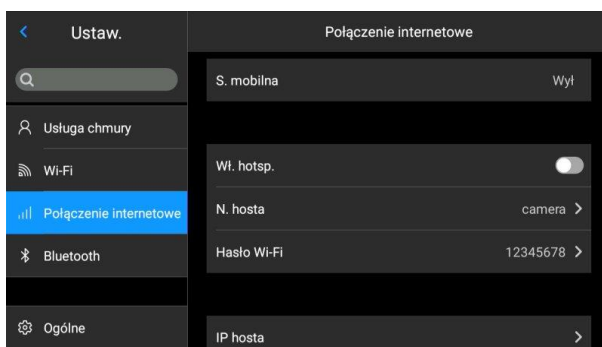 Ustaw.
Usługa chmury
Wi-Fi
Połączenie internetowe
Bluetooth
Ogólne
Połączenie internetowe
S. mobilna Wył
Wł. hotsp.
N. hosta camera
Hasło Wi-Fi 12345678
IP hosta